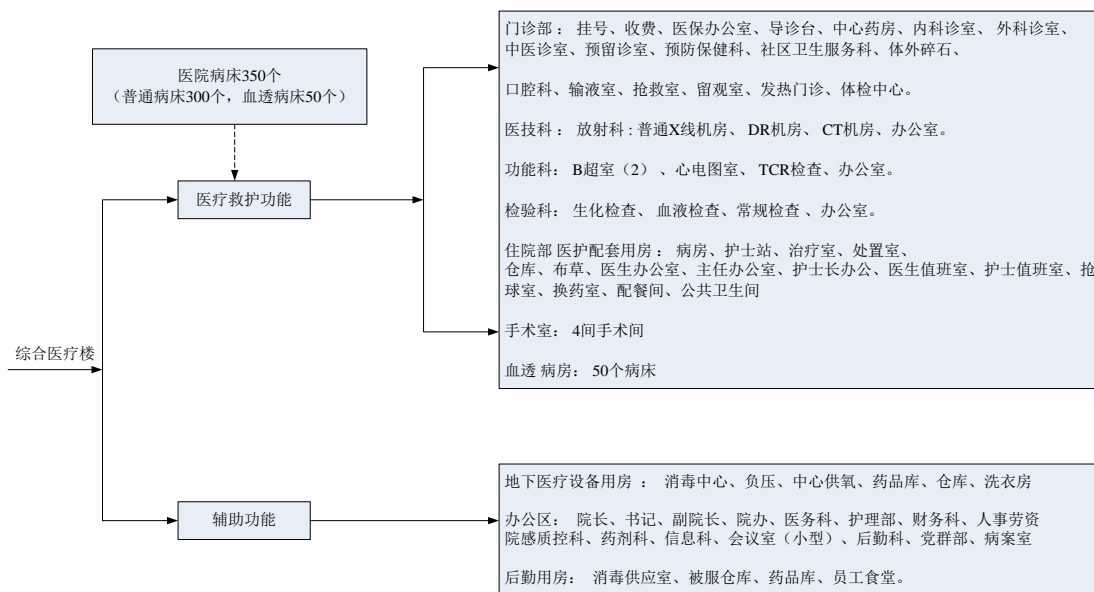 医院病床350个
（普通病床300个，血透病床50个）
医疗救护功能
综合医疗楼
辅助功能
门诊部： 挂号、收费、医保办公室、导诊台、中心药房、内科诊室、 外科诊室、
中医诊室、预留诊室、预防保健科、社区卫生服务科、体外碎石、
口腔科、输液室、抢救室、留观室、发热门诊、体检中心。
医技科： 放射科：普通X线机房、 DR机房、 CT机房、办公室。
功能科： B超室（2） 、心电图室、 TCR检查、办公室。
检验科： 生化检查、 血液检查、常规检查 、办公室。
住院部 医护配套用房： 病房、护士站、治疗室、处置室、
仓库、布草、医生办公室、主任办公室、护士长办公、医生值班室、护士值班室、抢
球室、换药室、配餐间、公共卫生间
手术室： 4间手术间
血透 病房： 50个病床
地下医疗设备用房 ： 消毒中心、负压、中心供氧、药品库、仓库、洗衣房
办公区： 院长、书记、副院长、院办、医务科、护理部、财务科、人事劳资
院感质控科、药剂科、信息科、会议室（小型）、后勤科、党群部、病案室
后勤用房： 消毒供应室、被服仓库、药品库、员工食堂。